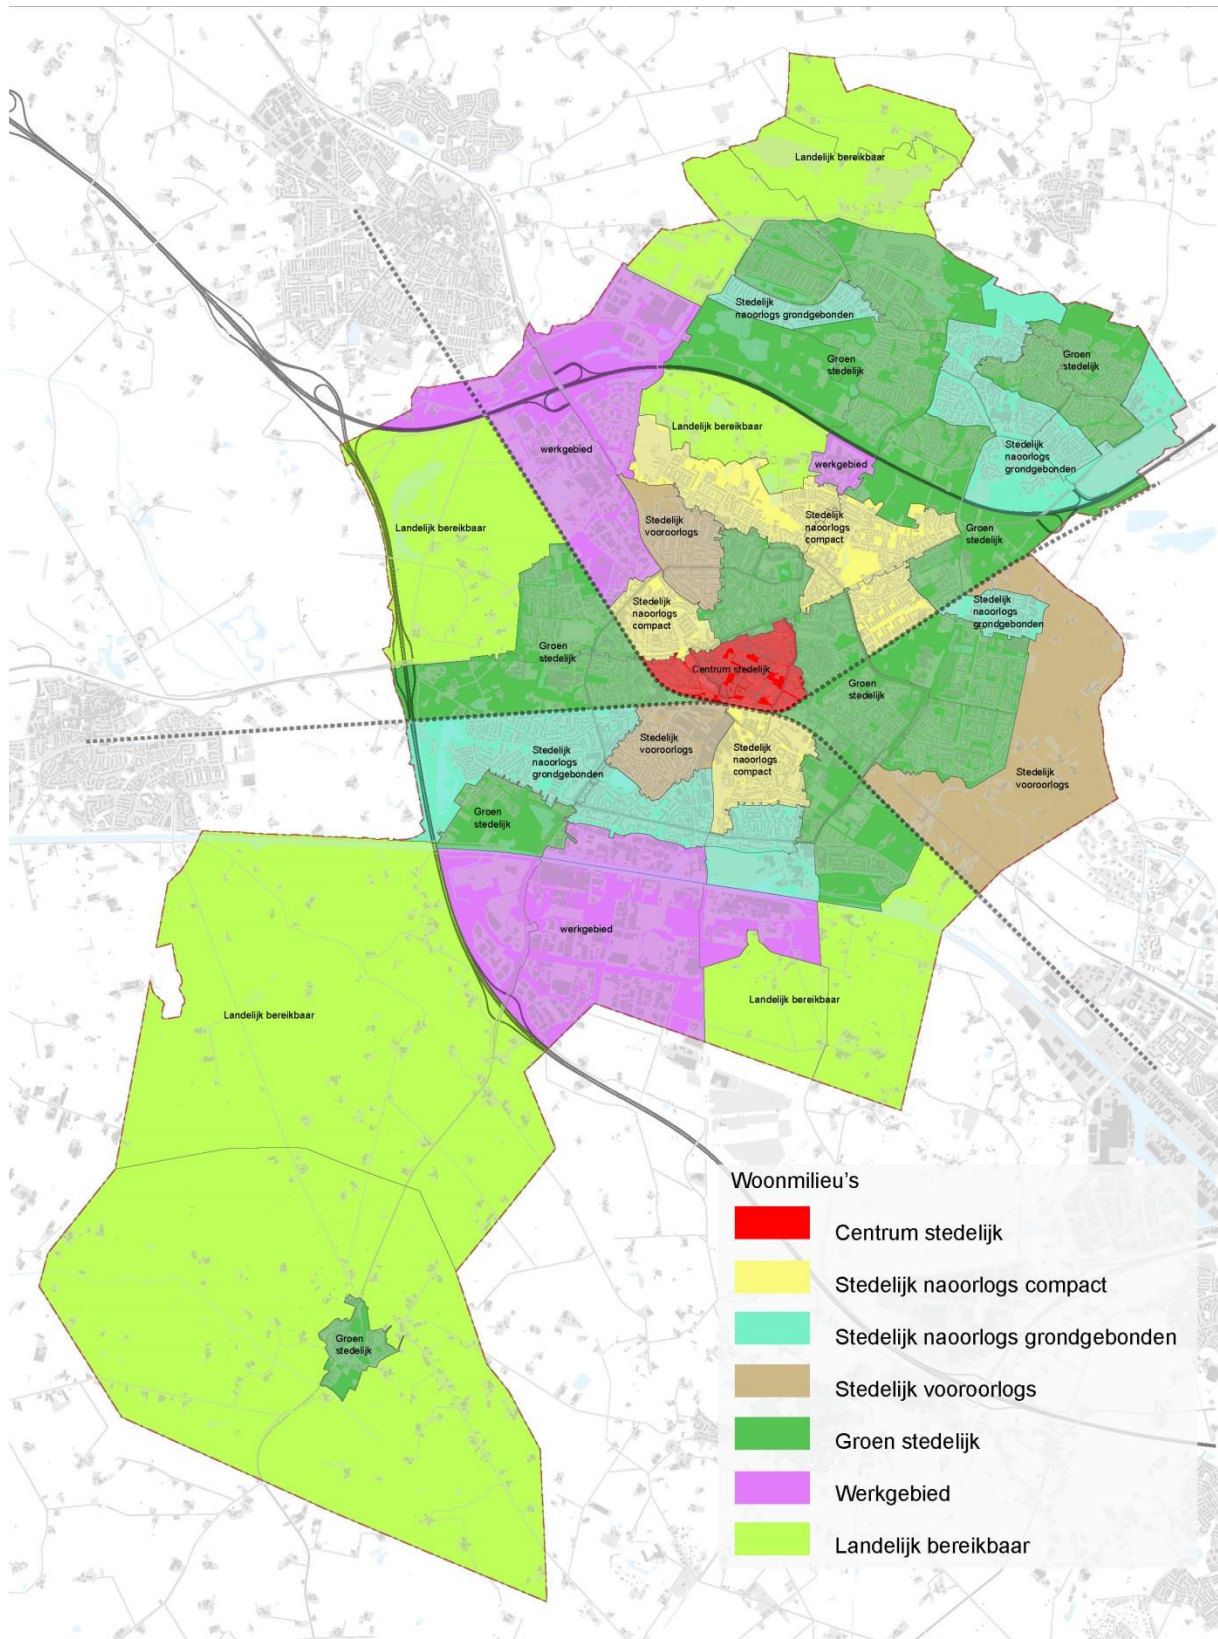 Landelijk bereikbaar
Stedelijk
naoorlogs grondgebonden
Groen
stedelijk
Groen
stedelijk
Landelijk bereikbaar
werkgebied
werkgebied
Stedelijk
naoorlogs
grondgebonden
Landelijk bereikbaar
Stedelijk
vooroorlogs
Stedelijk
naoorlogs
compact
Groen
stedelijk
Stedelijk
naoorlogs
compact
Stedelijk
naoorlogs
grondgebonden
Groen
stedelijk
Centrum stedelijk
Groen
stedelijk
Stedelijk
naoorlogs
grondgebonden
Stedelijk
vooroorlogs
Stedelijk
naoorlogs
compact
Stedelijk
vooroorlogs
Groen
stedelijk
werkgebied
Landelijk bereikbaar
Landelijk bereikbaar
Groen
stedelijk
Woonmilieu's
Centrum stedelijk
Stedelijk naoorlogs compact
Stedelijk naoorlogs grondgebonden
Stedelijk vooroorlogs
Groen stedelijk
Werkgebied
Landelijk bereikbaar